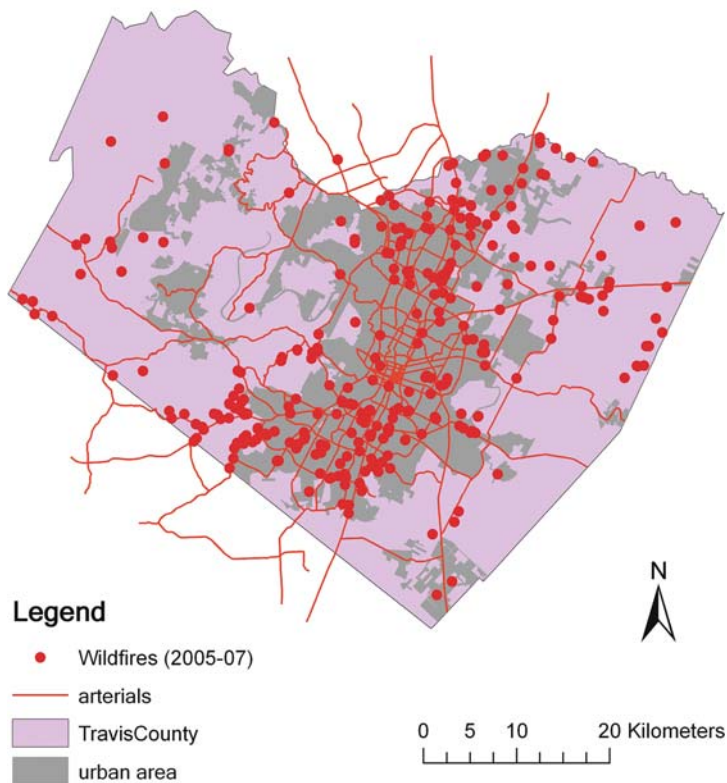 N
Legend
Wildfires (2005-07)
arterials
TravisCounty
urban area
0 5 10 20 Kilometers